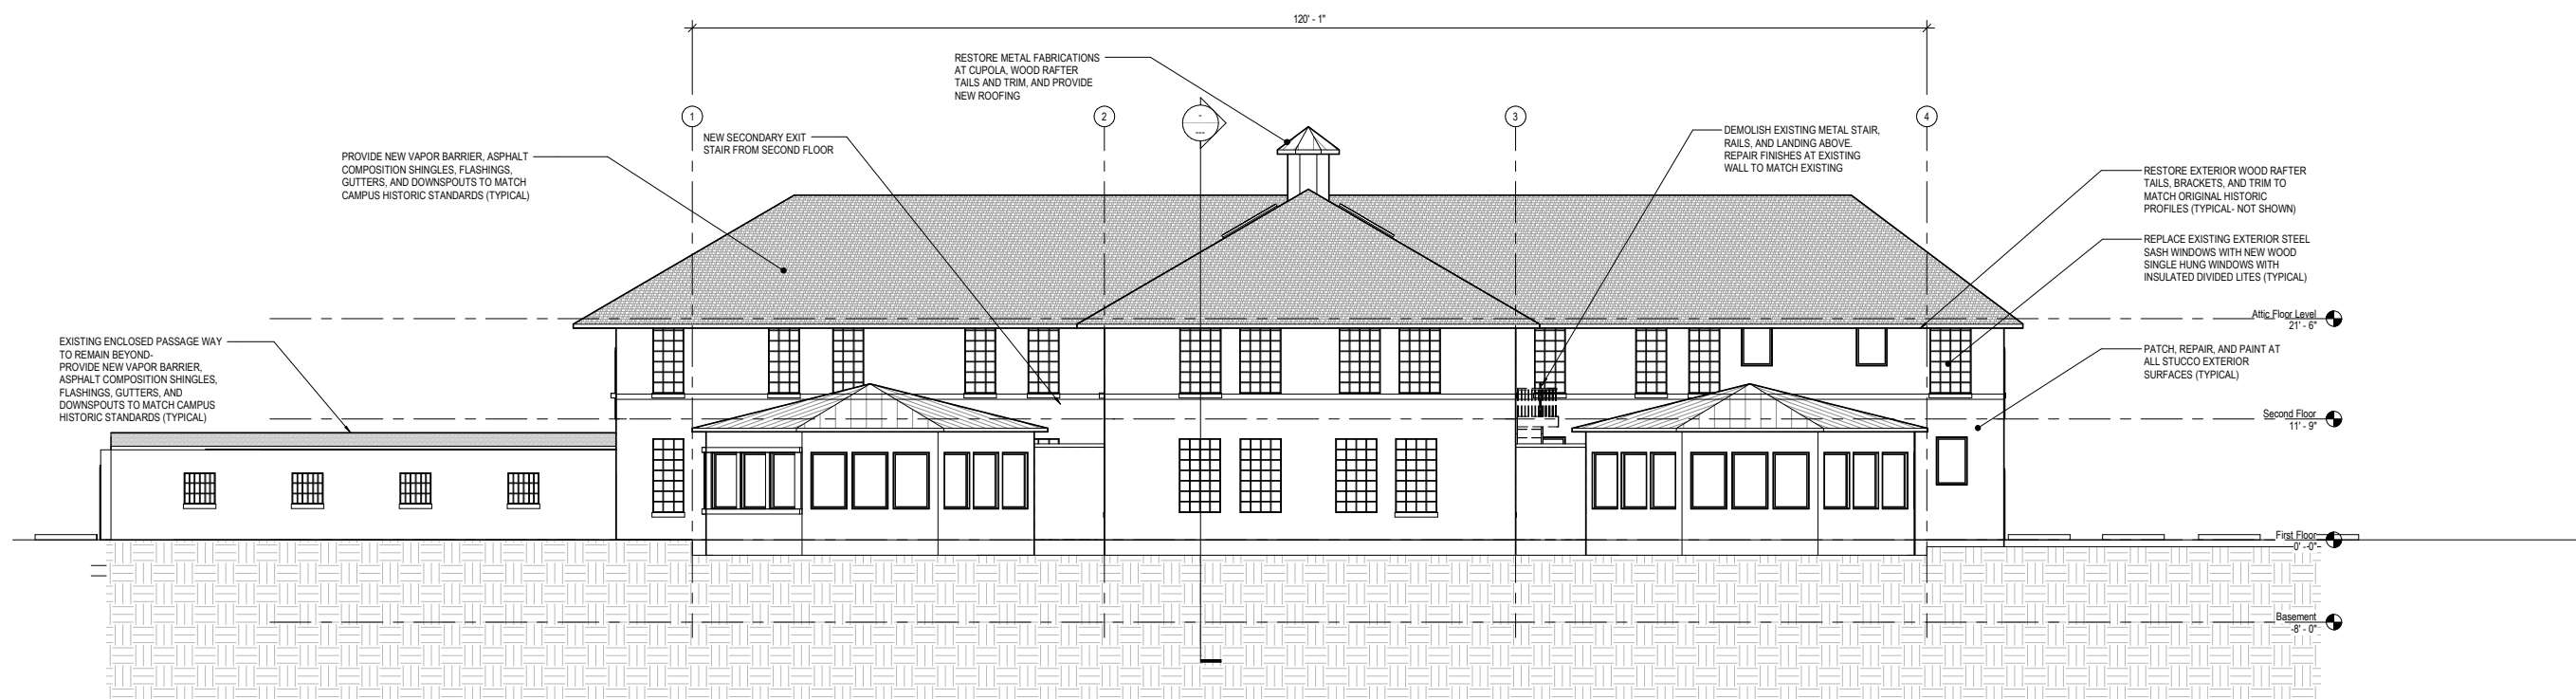 120' - 1"
RESTORE METAL FABRICATIONS
AT CUPOLA, WOOD RAFTER
TAILS AND TRIM, AND PROVIDE
NEW ROOFING
1
2
-
---
3
4
NEW SECONDARY EXIT
STAIR FROM SECOND FLOOR
DEMOLISH EXISTING METAL STAIR,
RAILS, AND LANDING ABOVE.
REPAIR FINISHES AT EXISTING
WALL TO MATCH EXISTING
PROVIDE NEW VAPOR BARRIER, ASPHALT
COMPOSITION SHINGLES, FLASHINGS,
GUTTERS, AND DOWNSPOUTS TO MATCH
CAMPUS HISTORIC STANDARDS (TYPICAL)
RESTORE EXTERIOR WOOD RAFTER
TAILS, BRACKETS, AND TRIM TO
MATCH ORIGINAL HISTORIC
PROFILES (TYPICAL- NOT SHOWN)
REPLACE EXISTING EXTERIOR STEEL
SASH WINDOWS WITH NEW WOOD
SINGLE HUNG WINDOWS WITH
INSULATED DIVIDED LITES (TYPICAL)
Attic Floor Level
21' - 6"
EXISTING ENCLOSED PASSAGE WAY
TO REMAIN BEYOND-
PROVIDE NEW VAPOR BARRIER,
ASPHALT COMPOSITION SHINGLES,
FLASHINGS, GUTTERS, AND
DOWNSPOUTS TO MATCH CAMPUS
HISTORIC STANDARDS (TYPICAL)
PATCH, REPAIR, AND PAINT AT
ALL STUCCO EXTERIOR
SURFACES (TYPICAL)
Second Floor
11' - 9"
First Floor
0' - 0"
Basement
-8' - 0"